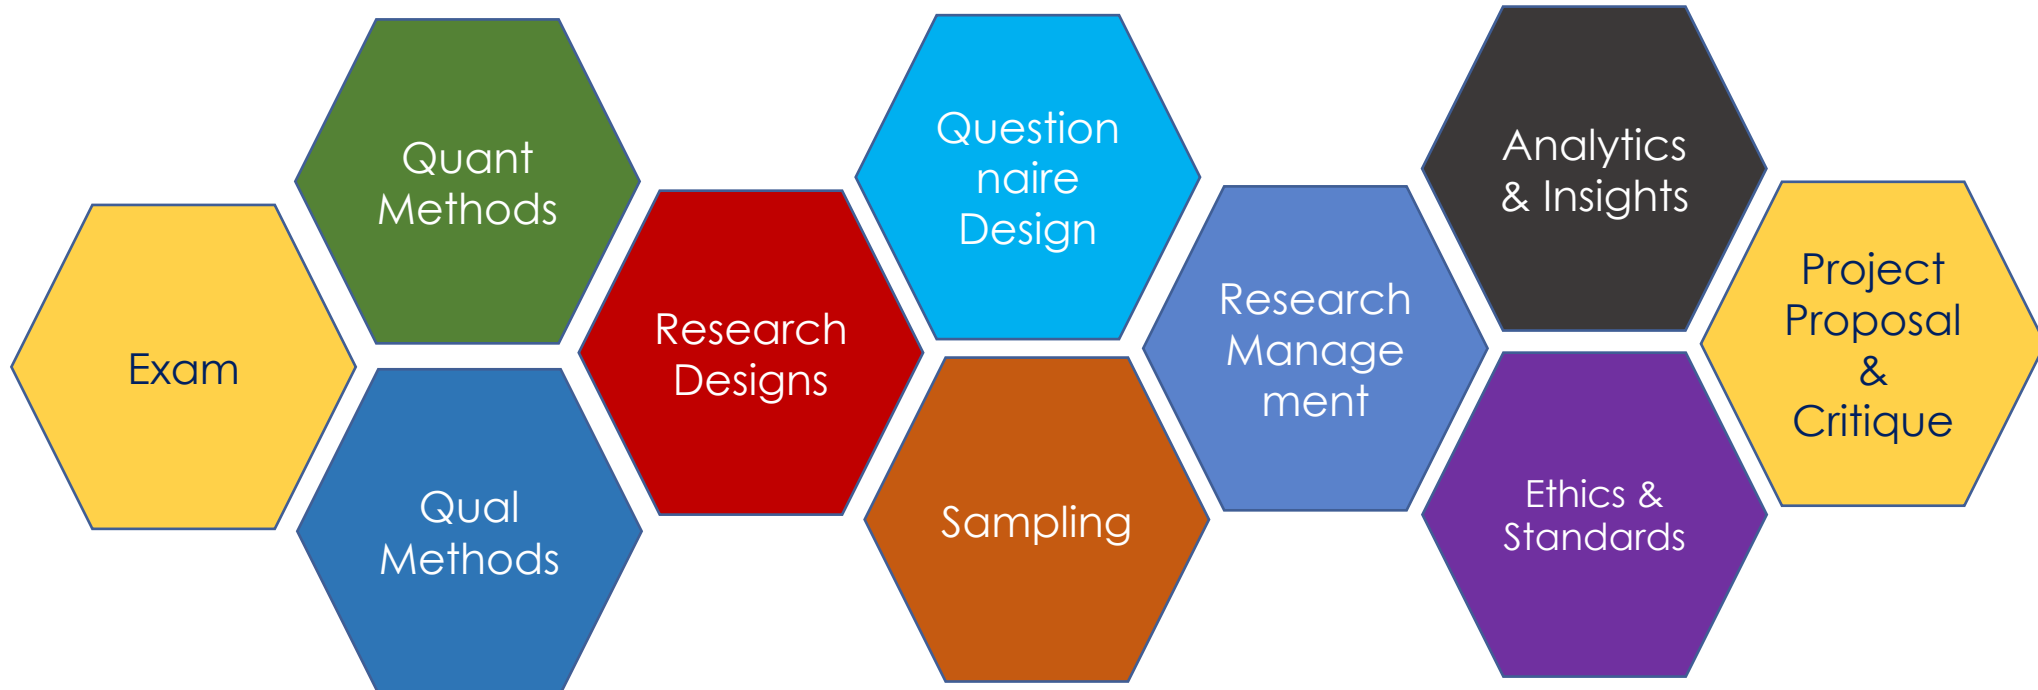 Exam
Quant
Methods
Qual
Methods
Research
Designs
Question
naire
Design
Sampling
Research
Manage
ment
Analytics
& Insights
Ethics &
Standards
Project
Proposal
&
Critique